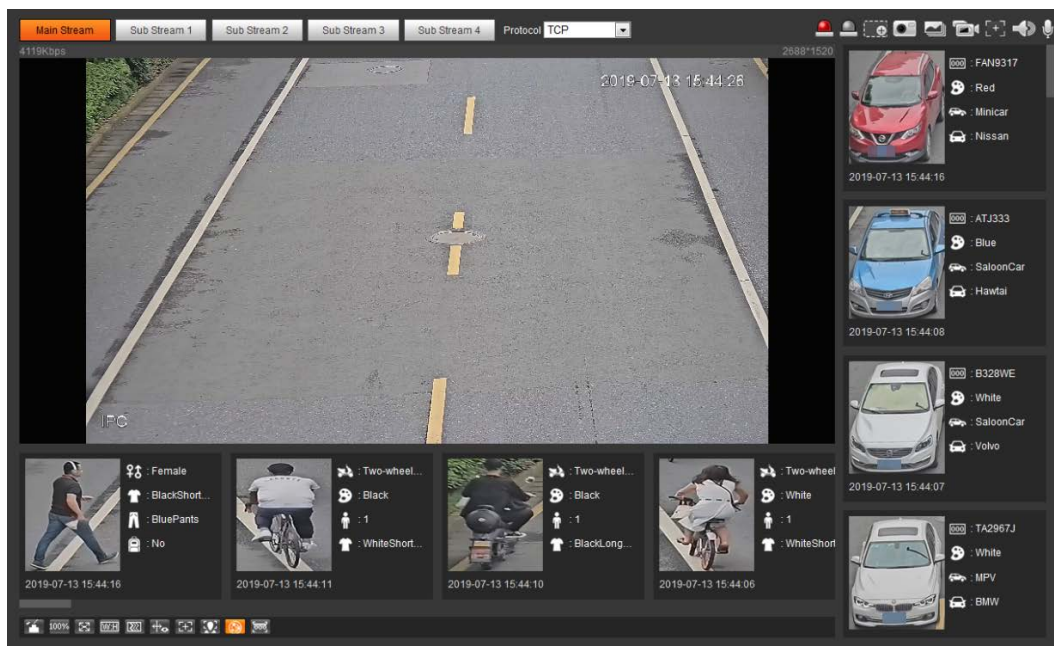 Main Stream
Sub Stream 1
Sub Stream 2
Sub Stream 3
Sub Stream 4
Protocol TCP
4119Kbps
2688*1520
2019-07-13 15:44:26
IPC
: FAN9317
: Red
: Minicar
: Nissan
2019-07-13 15:44:16
: ATJ333
: Blue
: SaloonCar
: Hawtai
2019-07-13 15:44:08
: B328WE
: White
: SaloonCar
: Volvo
2019-07-13 15:44:07
: TA2967J
: White
: MPV
: BMW
: Female
: BlackShort...
: BluePants
: No
2019-07-13 15:44:16
: Two-wheel...
: Black
: 1
: WhiteShort...
2019-07-13 15:44:11
: Two-wheel...
: Black
: 1
: BlackLong...
2019-07-13 15:44:10
: Two-wheel
: White
: 1
: WhiteShort
2019-07-13 15:44:06
100%
W:H